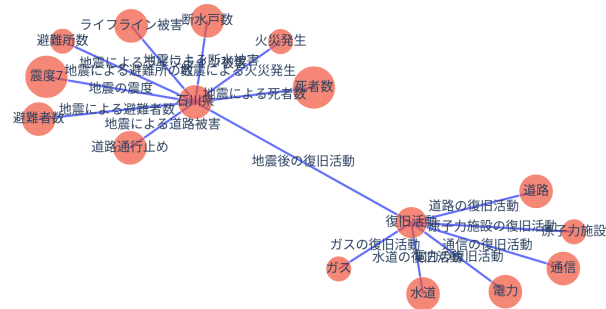 ライフライン被害
断水戸数
避難所数
火災発生
地震による断水被害
地震による避難所の数
地震による火災発生
震度7
地震の震度
死者数
地震による死者数
石川県
地震による避難者数
避難者数
地震による道路被害
道路通行止め
地震後の復旧活動
道路
道路の復旧活動
復旧活動
原子力施設の復旧活動
原子力施設
ガスの復旧活動
通信の復旧活動
水道の復旧活動
ガス
通信
水道
電力